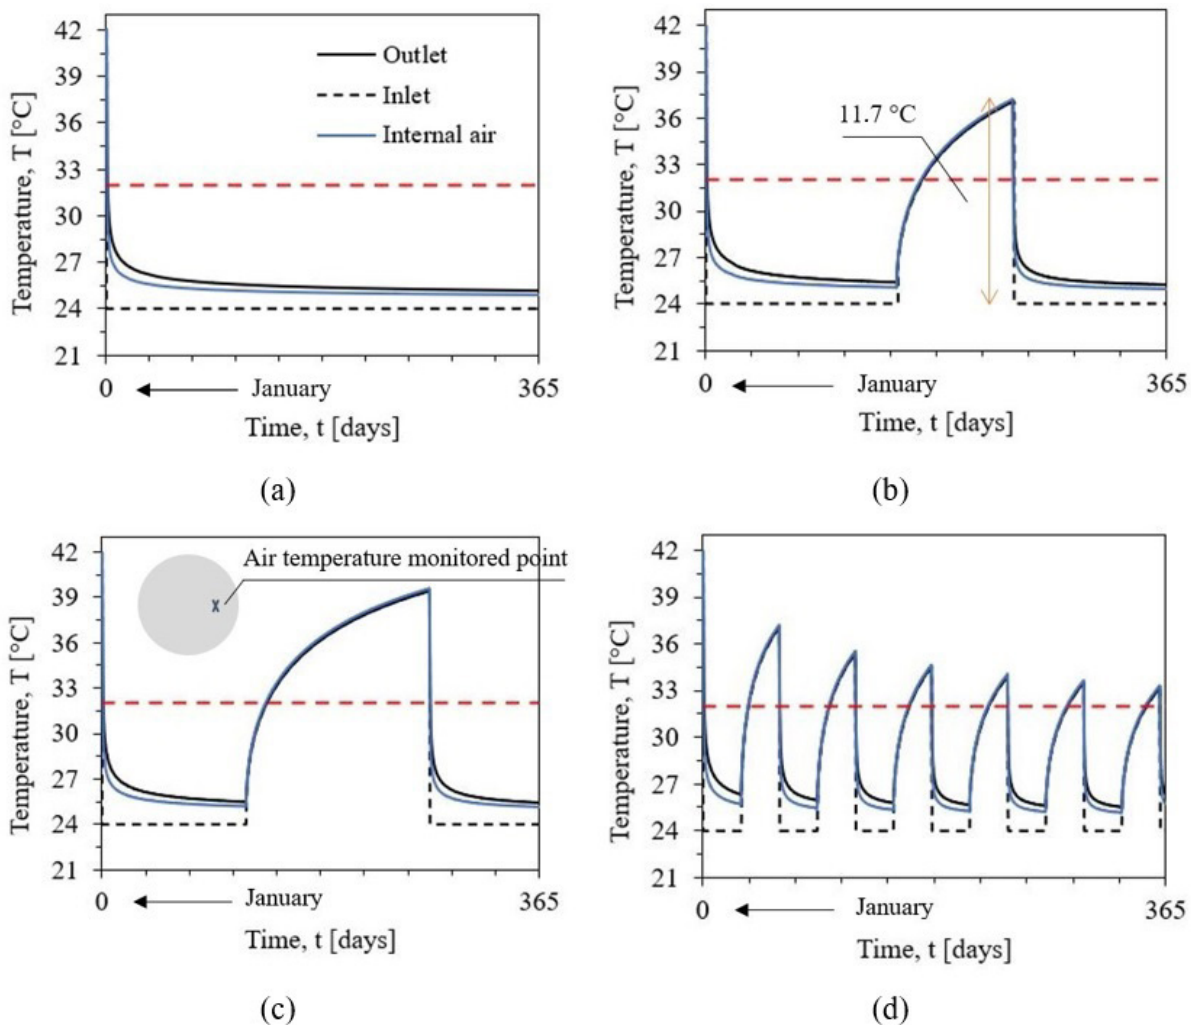 42
39
36
33
30
27
24
21
Temperature, T [°C]
Outlet
Inlet
Internal air
0
January
365
Time, t [days]
(a)
42
39
36
33
30
27
24
21
Temperature, T [°C]
11.7 °C
0
January
365
Time, t [days]
(b)
42
39
36
33
30
27
24
21
Temperature, T [°C]
Air temperature monitored point
x
0
January
365
Time, t [days]
(c)
42
39
36
33
30
27
24
21
Temperature, T [°C]
0
January
365
Time, t [days]
(d)